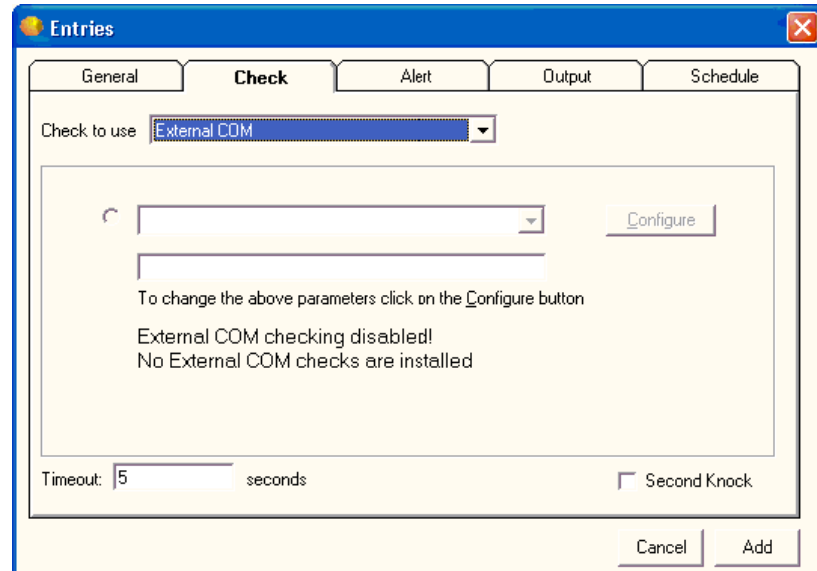 Entries
General Check Alert Output Schedule
Check to use External COM
Configure
To change the above parameters click on the Configure button
External COM checking disabled!
No External COM checks are installed
Timeout: 5 seconds Second Knock
Cancel Add